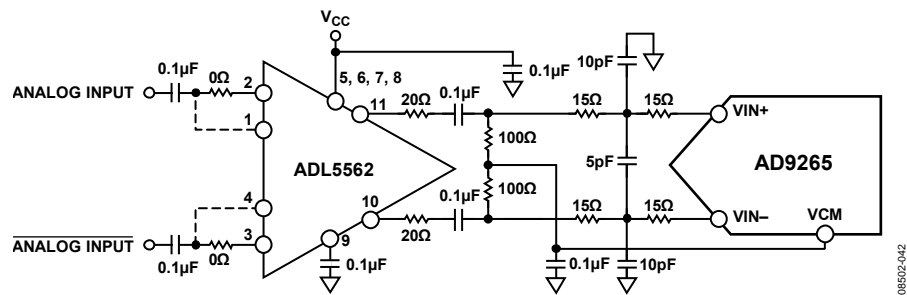 VCC
0.1µF
0Ω
ANALOG INPUT
2
1
5, 6, 7, 8
0.1µF
11
20Ω
0.1µF
10pF
15Ω
15Ω
VIN+
100Ω
ADL5562
5pF
AD9265
100Ω
4
10
0.1µF
15Ω
15Ω
VIN–
VCM
ANALOG INPUT
3
9
20Ω
0.1µF
0Ω
0.1µF
0.1µF
10pF
08502-042